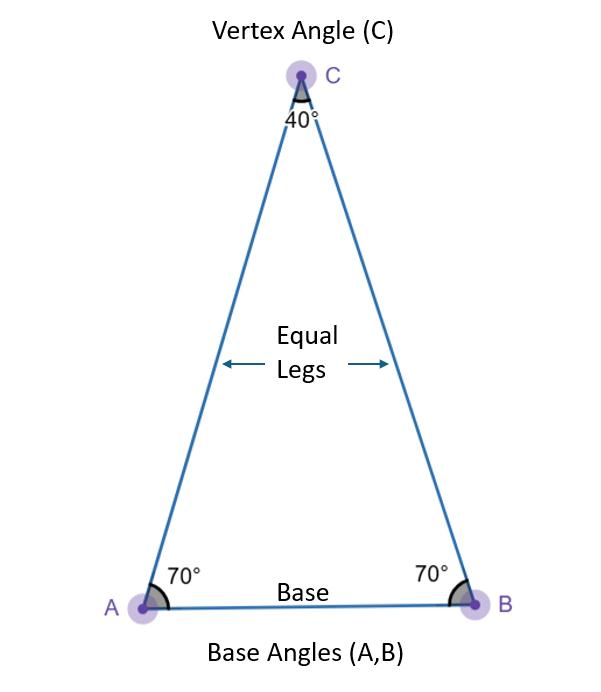 Vertex Angle (C)
C
40°
Equal
Legs
70°
70°
A
Base
B
Base Angles (A,B)